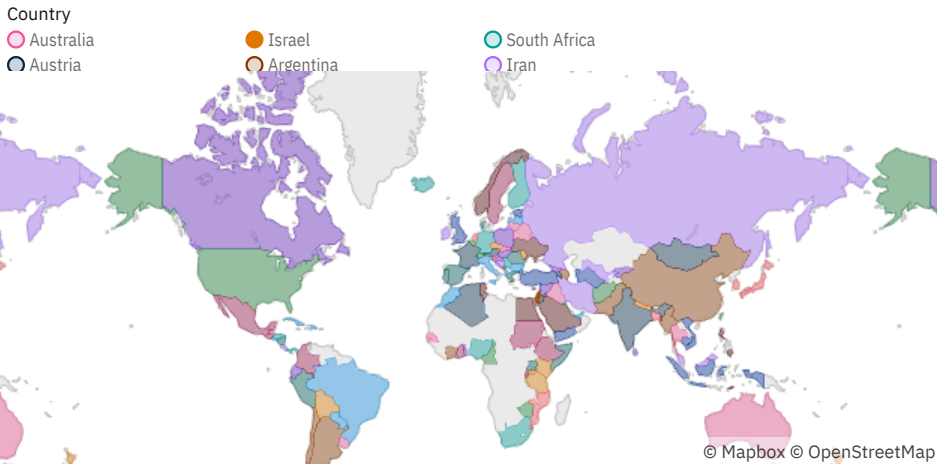 Country
Australia
Israel
South Africa
Austria
Argentina
Iran
© Mapbox © OpenStreetMap